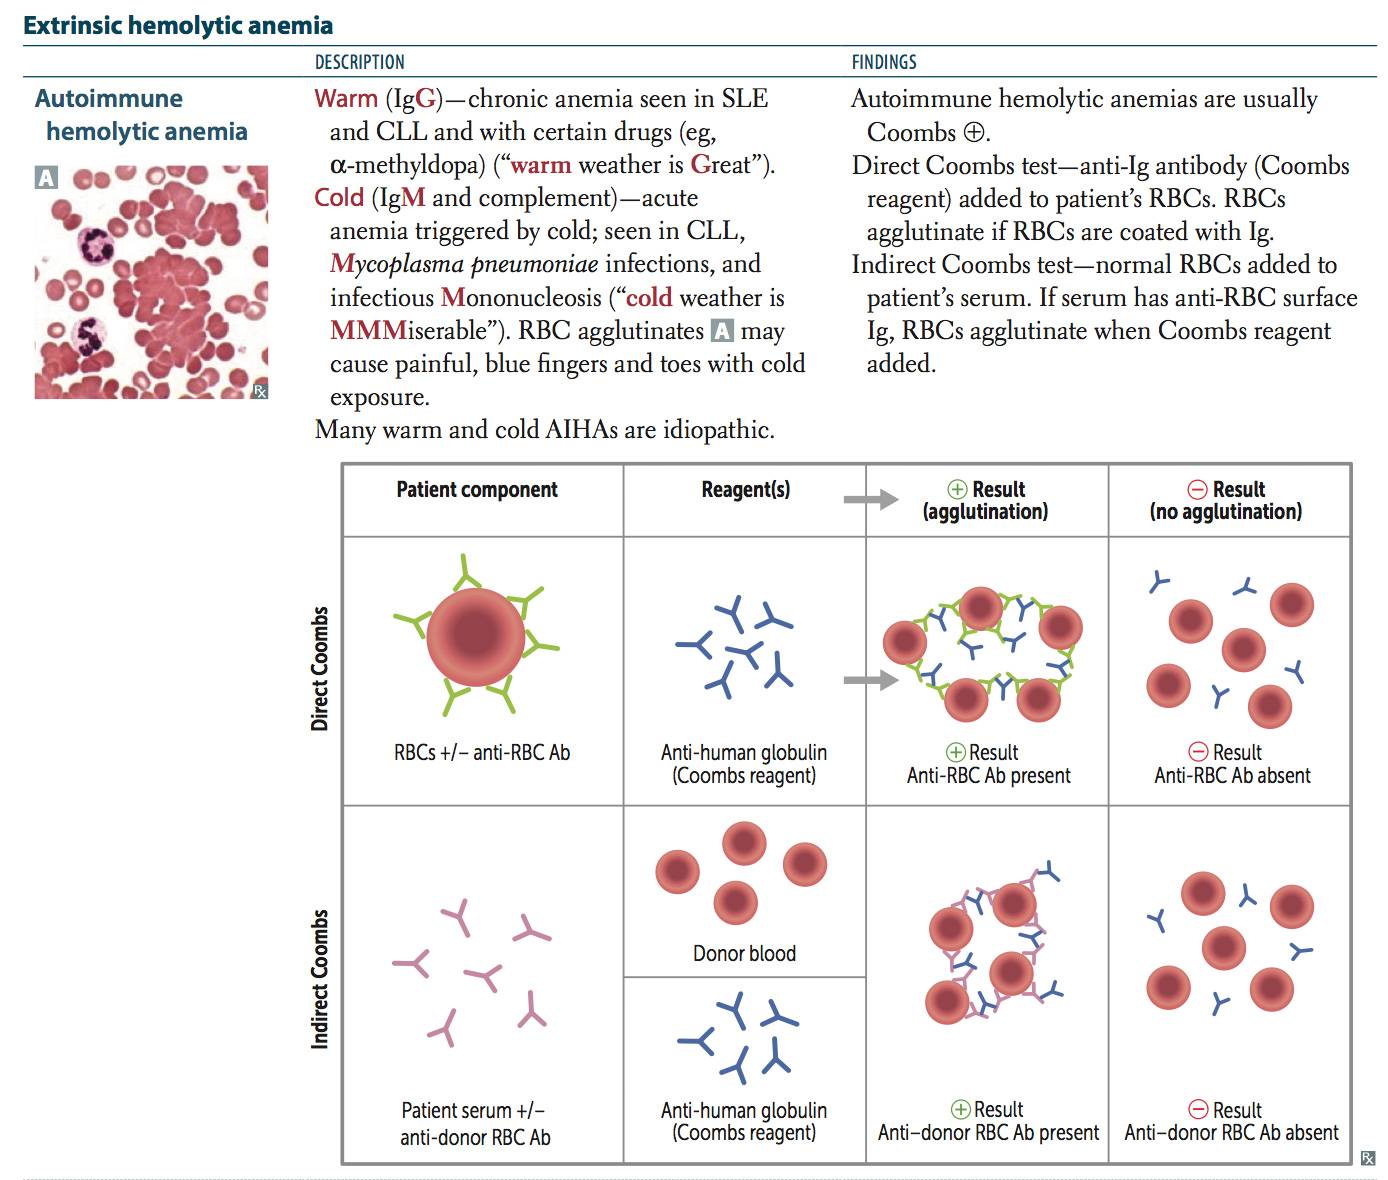 Extrinsic hemolytic anemia
DESCRIPTION
FINDINGS
Autoimmune
hemolytic anemia
A
Rx
Warm (IgG)—chronic anemia seen in SLE
and CLL and with certain drugs (eg,
α-methyldopa) (“warm weather is Great”).
Cold (IgM and complement)—acute
anemia triggered by cold; seen in CLL,
Mycoplasma pneumoniae infections, and
infectious Mononucleosis (“cold weather is
MMMiserable”). RBC agglutinates A may
cause painful, blue fingers and toes with cold
exposure.
Many warm and cold AIHAs are idiopathic.
Autoimmune hemolytic anemias are usually
Coombs ⊕.
Direct Coombs test—anti-Ig antibody (Coombs
reagent) added to patient’s RBCs. RBCs
agglutinate if RBCs are coated with Ig.
Indirect Coombs test—normal RBCs added to
patient’s serum. If serum has anti-RBC surface
Ig, RBCs agglutinate when Coombs reagent
added.
Patient component
Reagent(s)
⊕ Result
(agglutination)
⊖ Result
(no agglutination)
Direct Coombs
RBCs +/– anti-RBC Ab
Anti-human globulin
(Coombs reagent)
⊕ Result
Anti-RBC Ab present
⊖ Result
Anti-RBC Ab absent
Indirect Coombs
Donor blood
Patient serum +/–
anti-donor RBC Ab
Anti-human globulin
(Coombs reagent)
⊕ Result
Anti–donor RBC Ab present
⊖ Result
Anti–donor RBC Ab absent
Rx